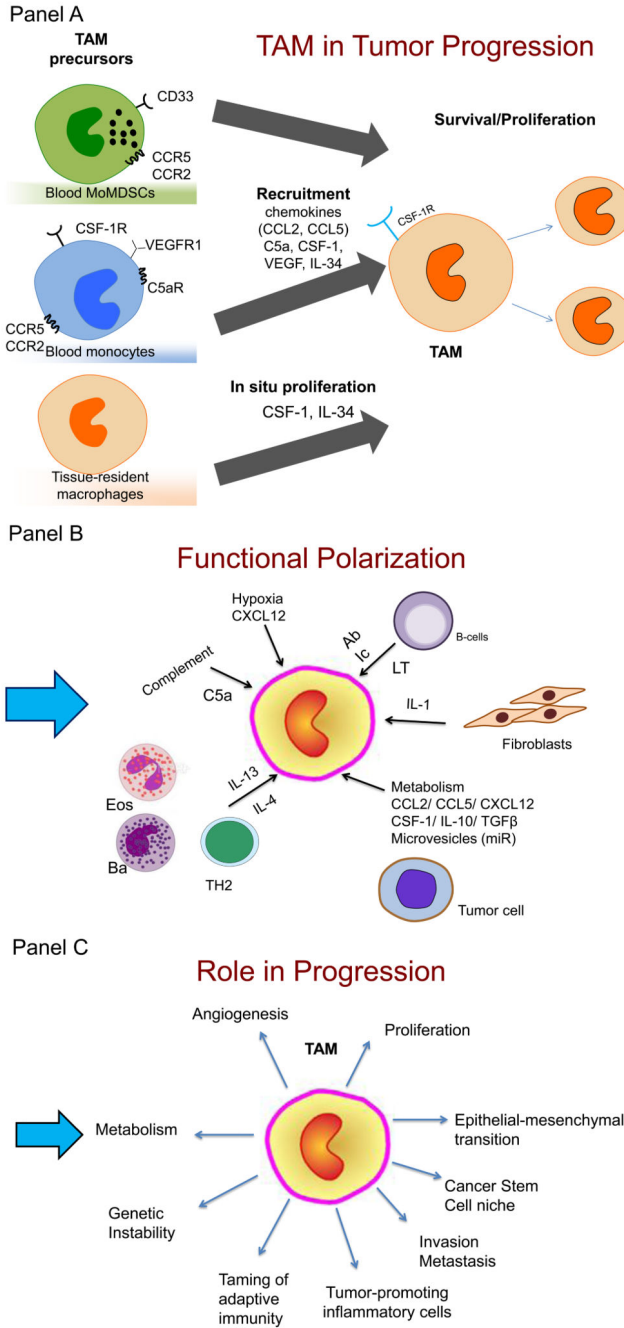 Panel A
TAM
precursors
TAM in Tumor Progression
CD33
CCR5
CCR2
Blood MoMDSCs
Survival/Proliferation
Recruitment
chemokines
(CCL2, CCL5)
C5a, CSF-1,
VEGF, IL-34
CSF-1R
CSF-1R
VEGFR1
C5aR
CCR5
CCR2
Blood monocytes
TAM
In situ proliferation
CSF-1, IL-34
Tissue-resident
macrophages
Panel B
Functional Polarization
Hypoxia
CXCL12
Ab
Ic
B-cells
LT
Complement
C5a
IL-1
Fibroblasts
IL-13
IL-4
Eos
Ba
TH2
Metabolism
CCL2/ CCL5/ CXCL12
CSF-1/ IL-10/ TGFβ
Microvesicles (miR)
Tumor cell
Panel C
Role in Progression
Angiogenesis
TAM
Proliferation
Metabolism
Epithelial-mesenchymal
transition
Genetic
Instability
Cancer Stem
Cell niche
Invasion
Metastasis
Taming of
adaptive
immunity
Tumor-promoting
inflammatory cells